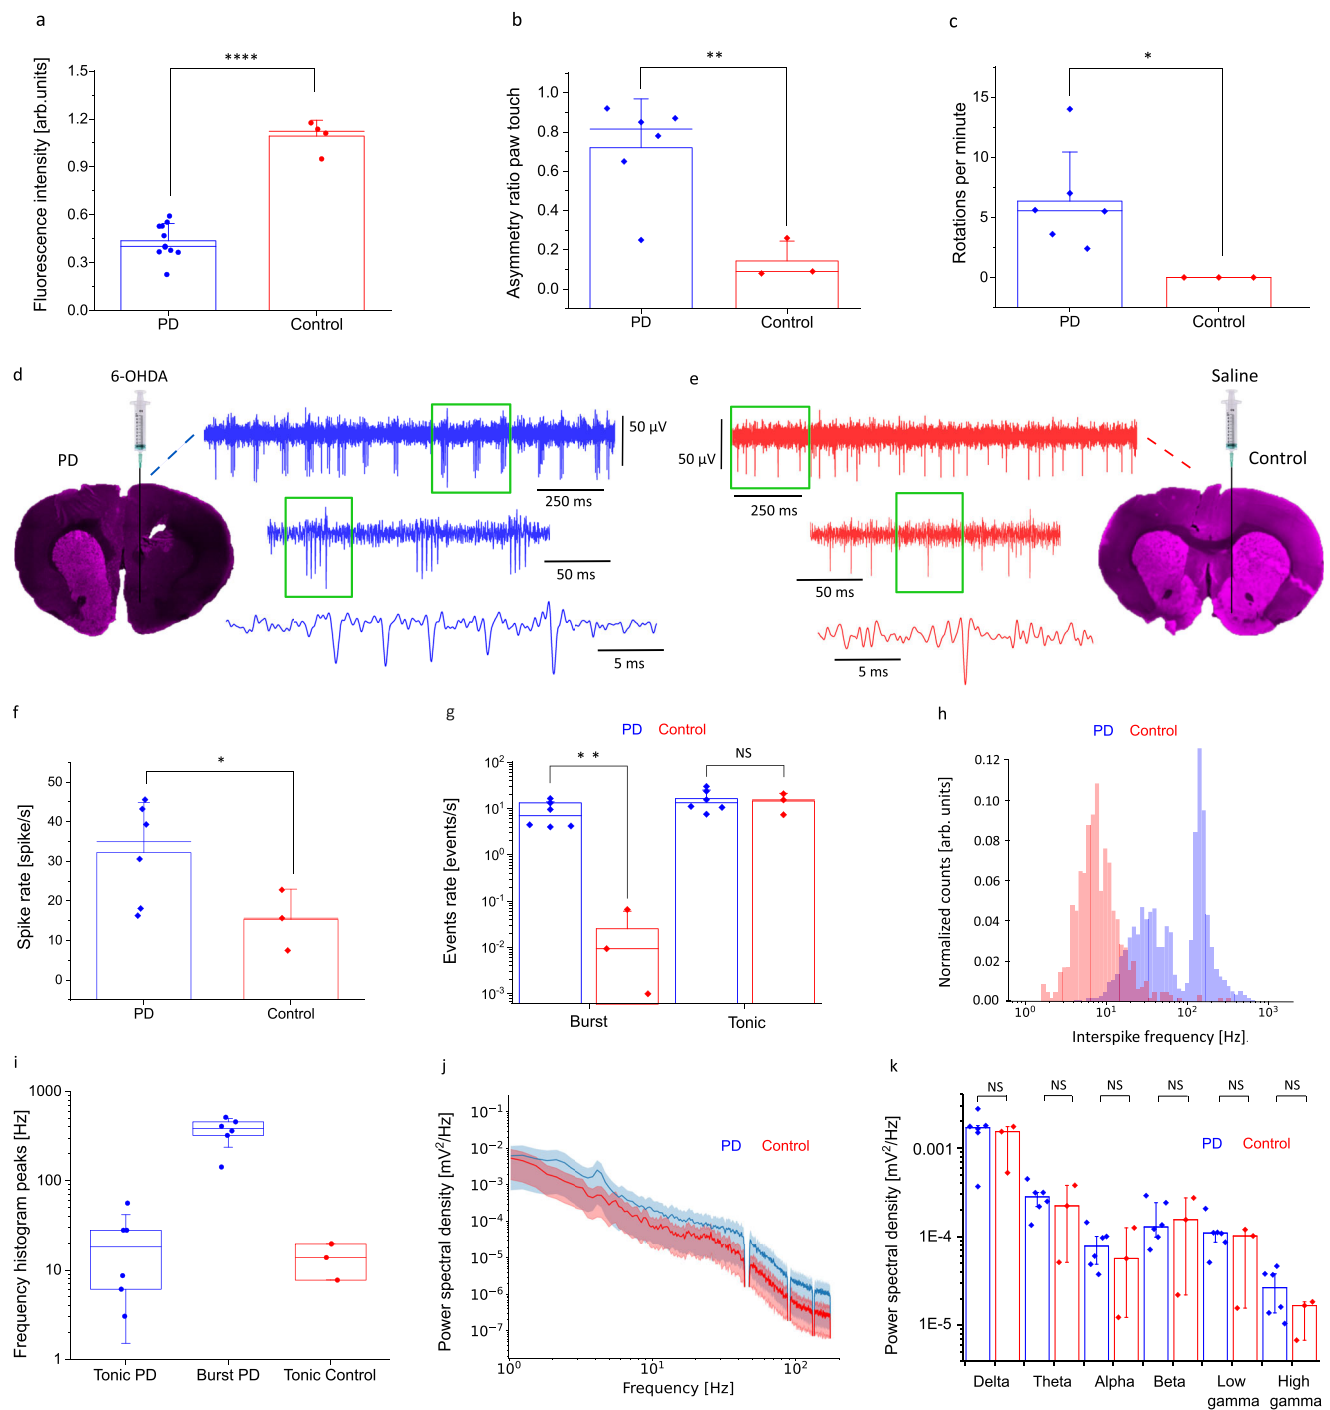 a
Fluorescence intensity [arb.units]
1.5
1.2
0.9
0.6
0.3
0.0
****
PD
Control
b
Asymmetry ratio paw touch
1.0
0.8
0.6
0.4
0.2
0.0
**
PD
Control
c
Rotations per minute
15
10
5
0
*
PD
Control
d
6-OHDA
PD
50 µV
250 ms
50 ms
5 ms
e
Saline
Control
50 µV
250 ms
50 ms
5 ms
f
Spike rate [spike/s]
50
40
30
20
10
0
*
PD
Control
g
PD Control
Events rate [events/s]
10²
10¹
10⁰
10⁻¹
10⁻²
10⁻³
* *
NS
Burst
Tonic
h
PD Control
Normalized counts [arb. units]
0.12
0.10
0.08
0.06
0.04
0.02
0.00
10⁰ 10¹ 10² 10³
Interspike frequency [Hz].
i
Frequency histogram peaks [Hz]
1000
100
10
1
Tonic PD
Burst PD
Tonic Control
j
Power spectral density [mV²/Hz]
10⁻¹
10⁻²
10⁻³
10⁻⁴
10⁻⁵
10⁻⁶
10⁻⁷
PD Control
10⁰ 10¹ 10²
Frequency [Hz]
k
NS NS NS NS NS NS
PD Control
Power spectral density [mV²/Hz]
0.001
1E-4
1E-5
Delta Theta Alpha Beta Low gamma High gamma